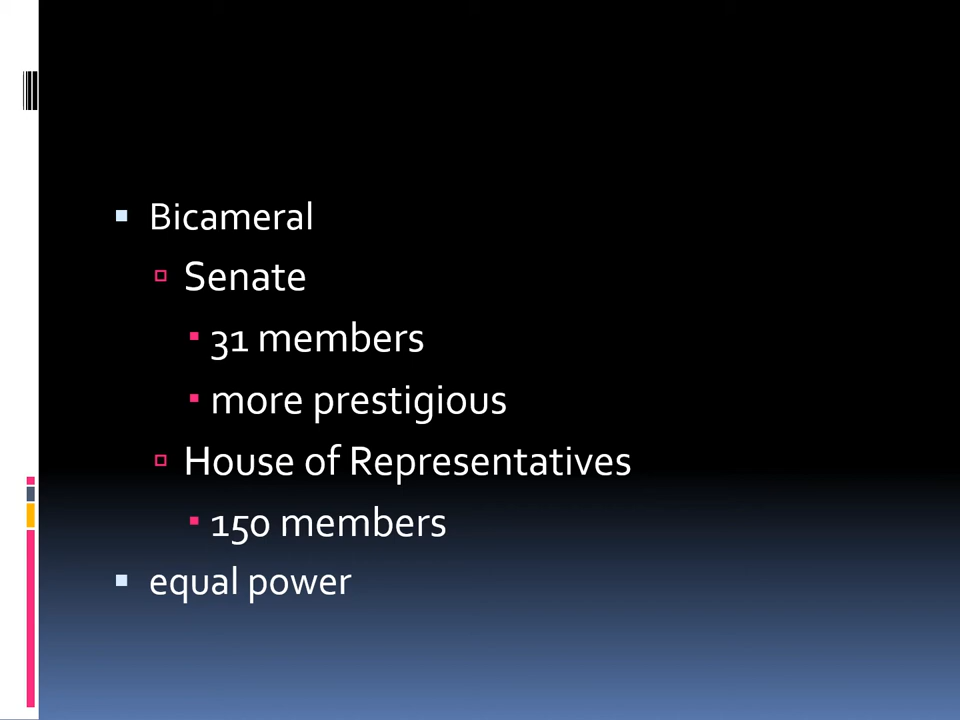 Bicameral
Senate
31 members
more prestigious
House of Representatives
150 members
equal power